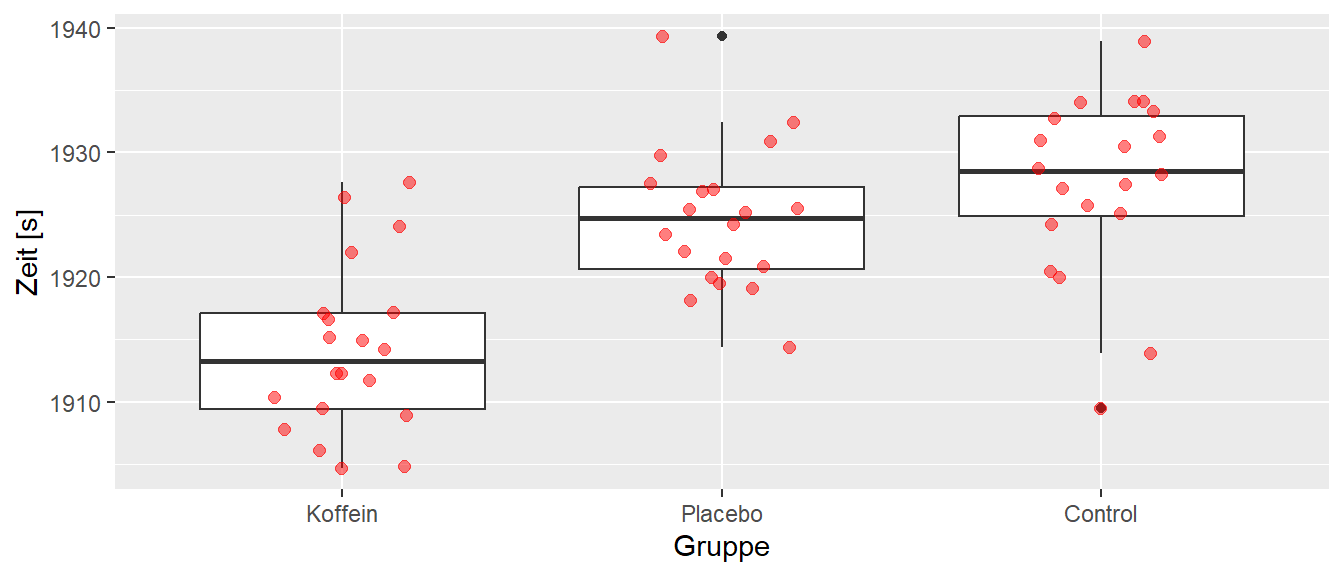 Zeit [s]
1940
1930
1920
1910
Koffein Placebo Control
Gruppe